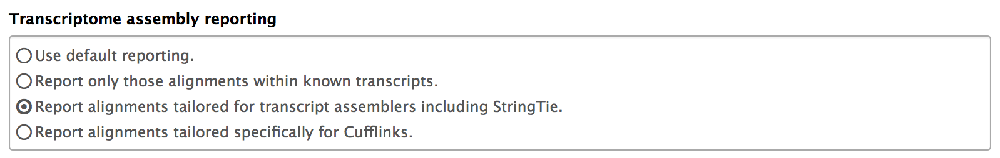 Transcriptome assembly reporting
Use default reporting.
Report only those alignments within known transcripts.
Report alignments tailored for transcript assemblers including StringTie.
Report alignments tailored specifically for Cufflinks.